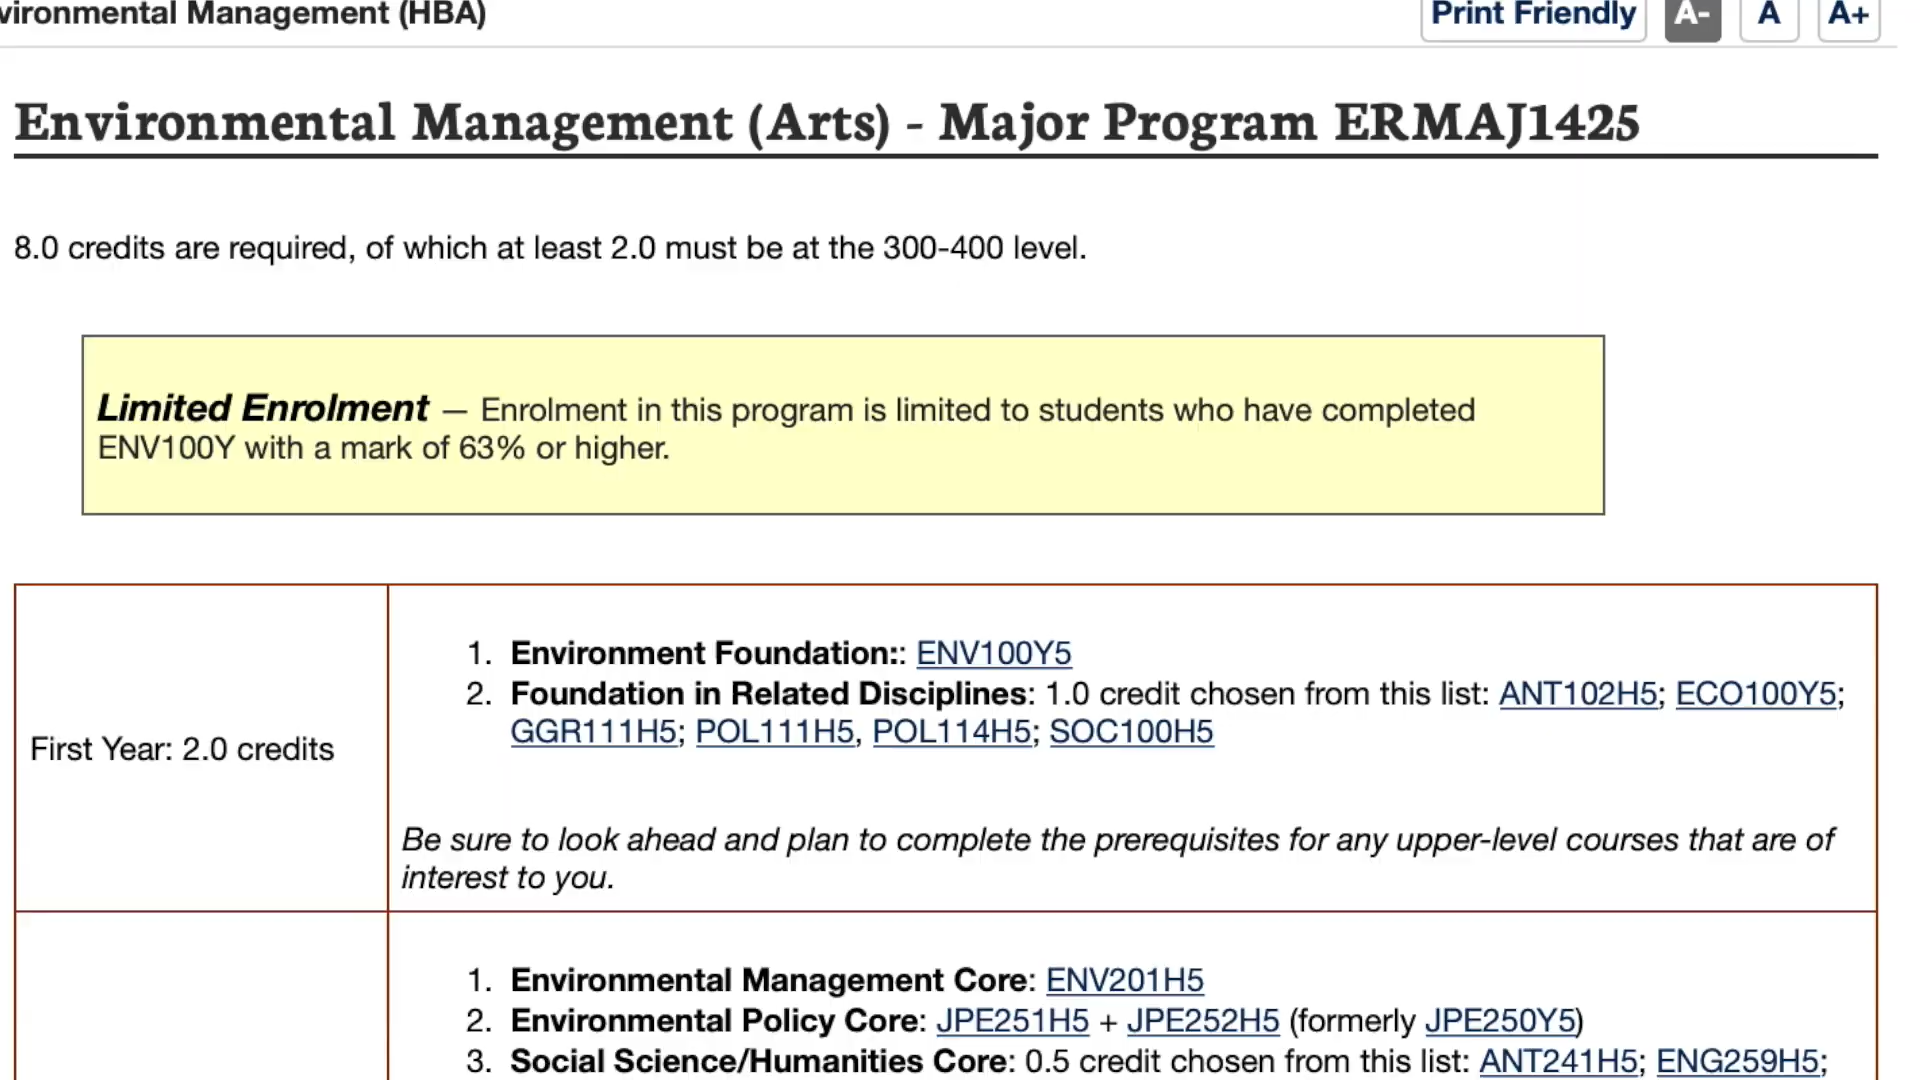 vironmental Management (HBA)
Print Friendly A- A A+
Environmental Management (Arts) - Major Program ERMAJ1425
8.0 credits are required, of which at least 2.0 must be at the 300-400 level.
Limited Enrolment — Enrolment in this program is limited to students who have completed
ENV100Y with a mark of 63% or higher.
First Year: 2.0 credits
1. Environment Foundation:: ENV100Y5
2. Foundation in Related Disciplines: 1.0 credit chosen from this list: ANT102H5; ECO100Y5;
GGR111H5; POL111H5, POL114H5; SOC100H5
Be sure to look ahead and plan to complete the prerequisites for any upper-level courses that are of
interest to you.
1. Environmental Management Core: ENV201H5
2. Environmental Policy Core: JPE251H5 + JPE252H5 (formerly JPE250Y5)
3. Social Science/Humanities Core: 0.5 credit chosen from this list: ANT241H5; ENG259H5;